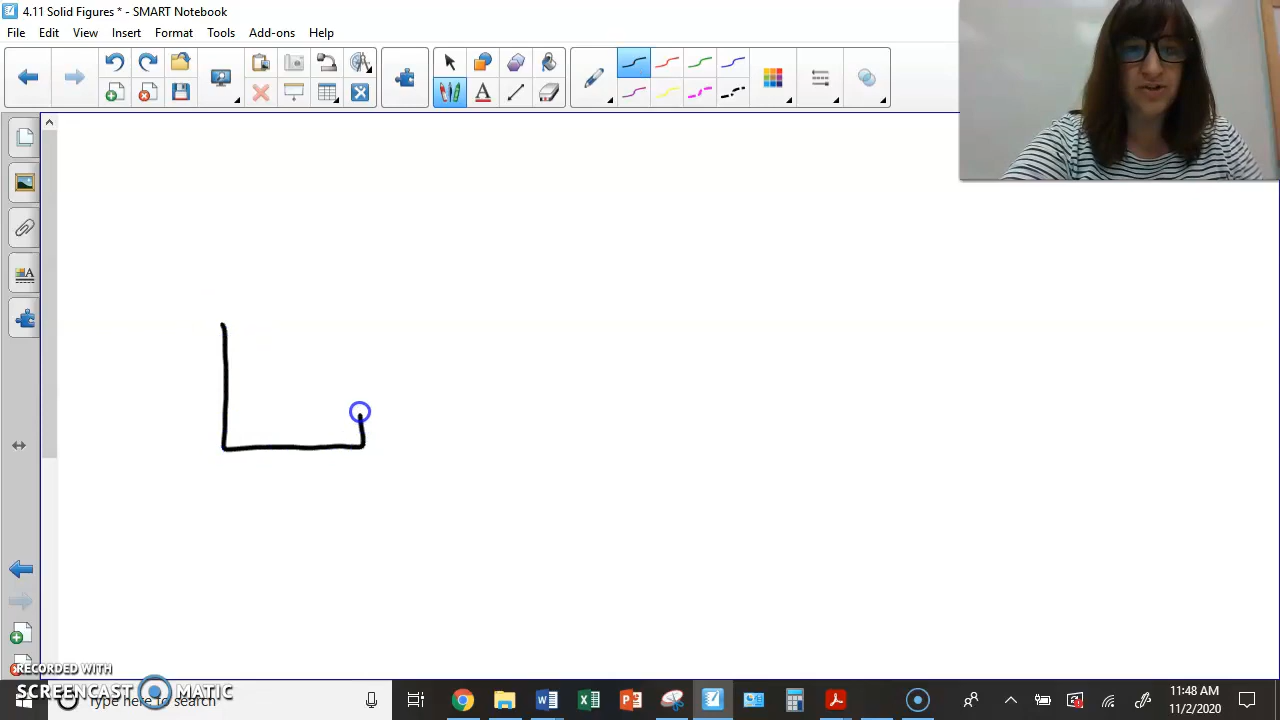 4.11 Solid Figures * - SMART Notebook
File Edit View Insert Format Tools Add-ons Help
RECORDED WITH
SCREENCAST MATIC
Type here to search
11:48 AM
11/2/2020